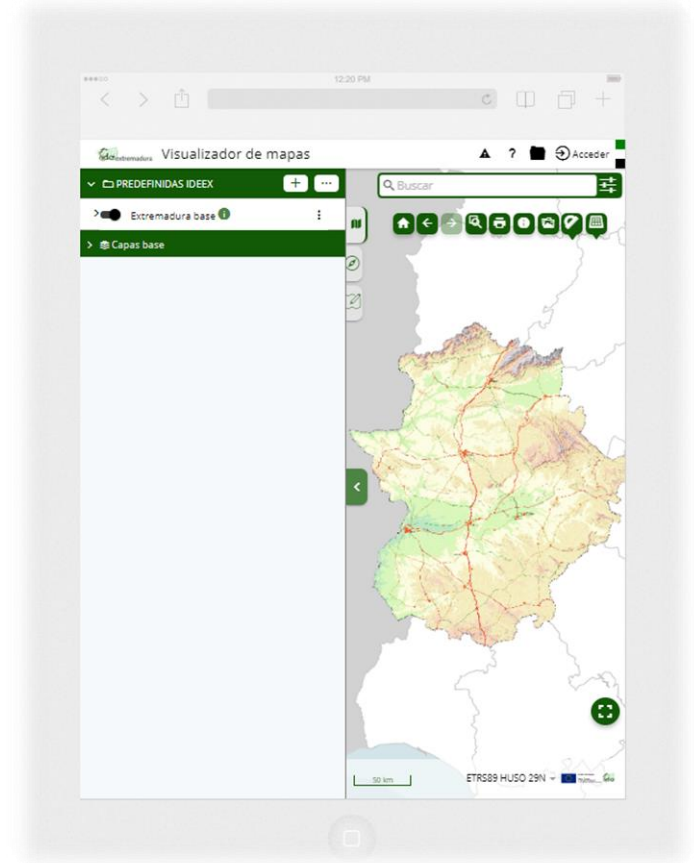 12:20 PM
ideextremadura Visualizador de mapas ? Acceder
PREDEFINIDAS IDEEX + ...
Buscar
Extremadura base
Capas base
50 km
ETRS89 HUSO 29N